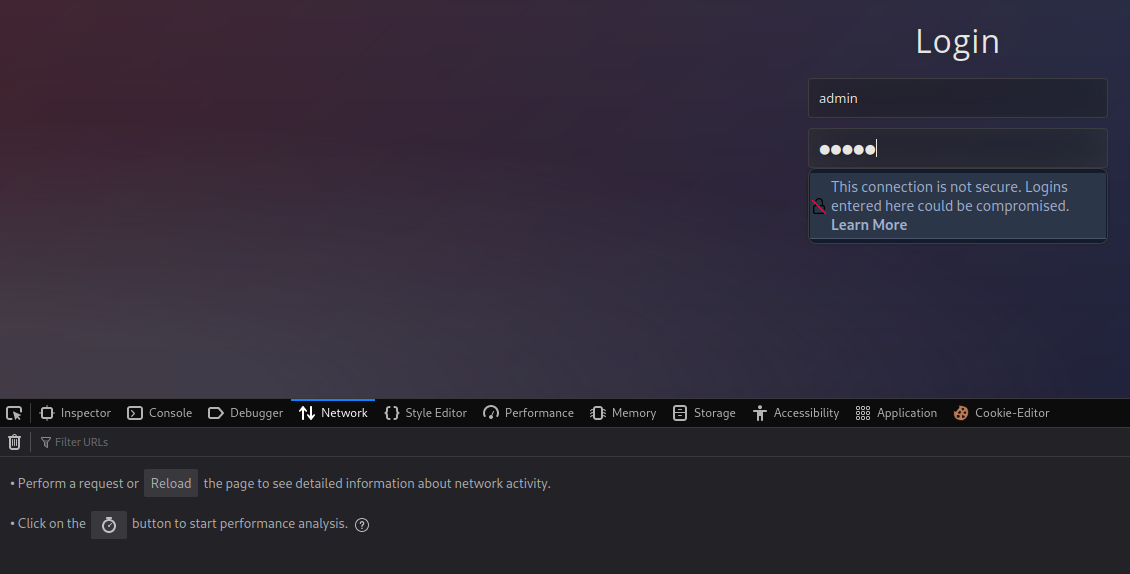 Login
admin
●●●●●
This connection is not secure. Logins
entered here could be compromised.
Learn More
Inspector Console Debugger Network Style Editor Performance Memory Storage Accessibility Application Cookie-Editor
Filter URLs
• Perform a request or Reload the page to see detailed information about network activity.
• Click on the button to start performance analysis. ?